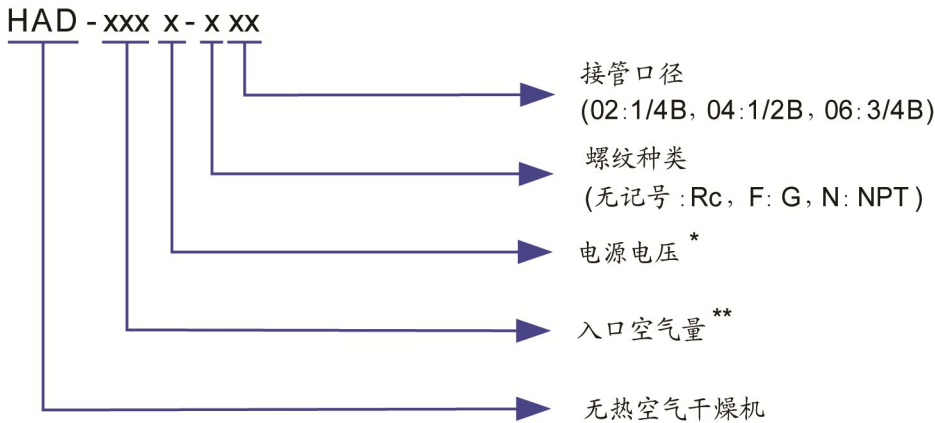 HAD-xxx x-x xx
接管口径
(02:1/4B, 04:1/2B, 06:3/4B)
螺纹种类
(无记号:Rc, F: G, N: NPT)
电源电压*
入口空气量**
无热空气干燥机